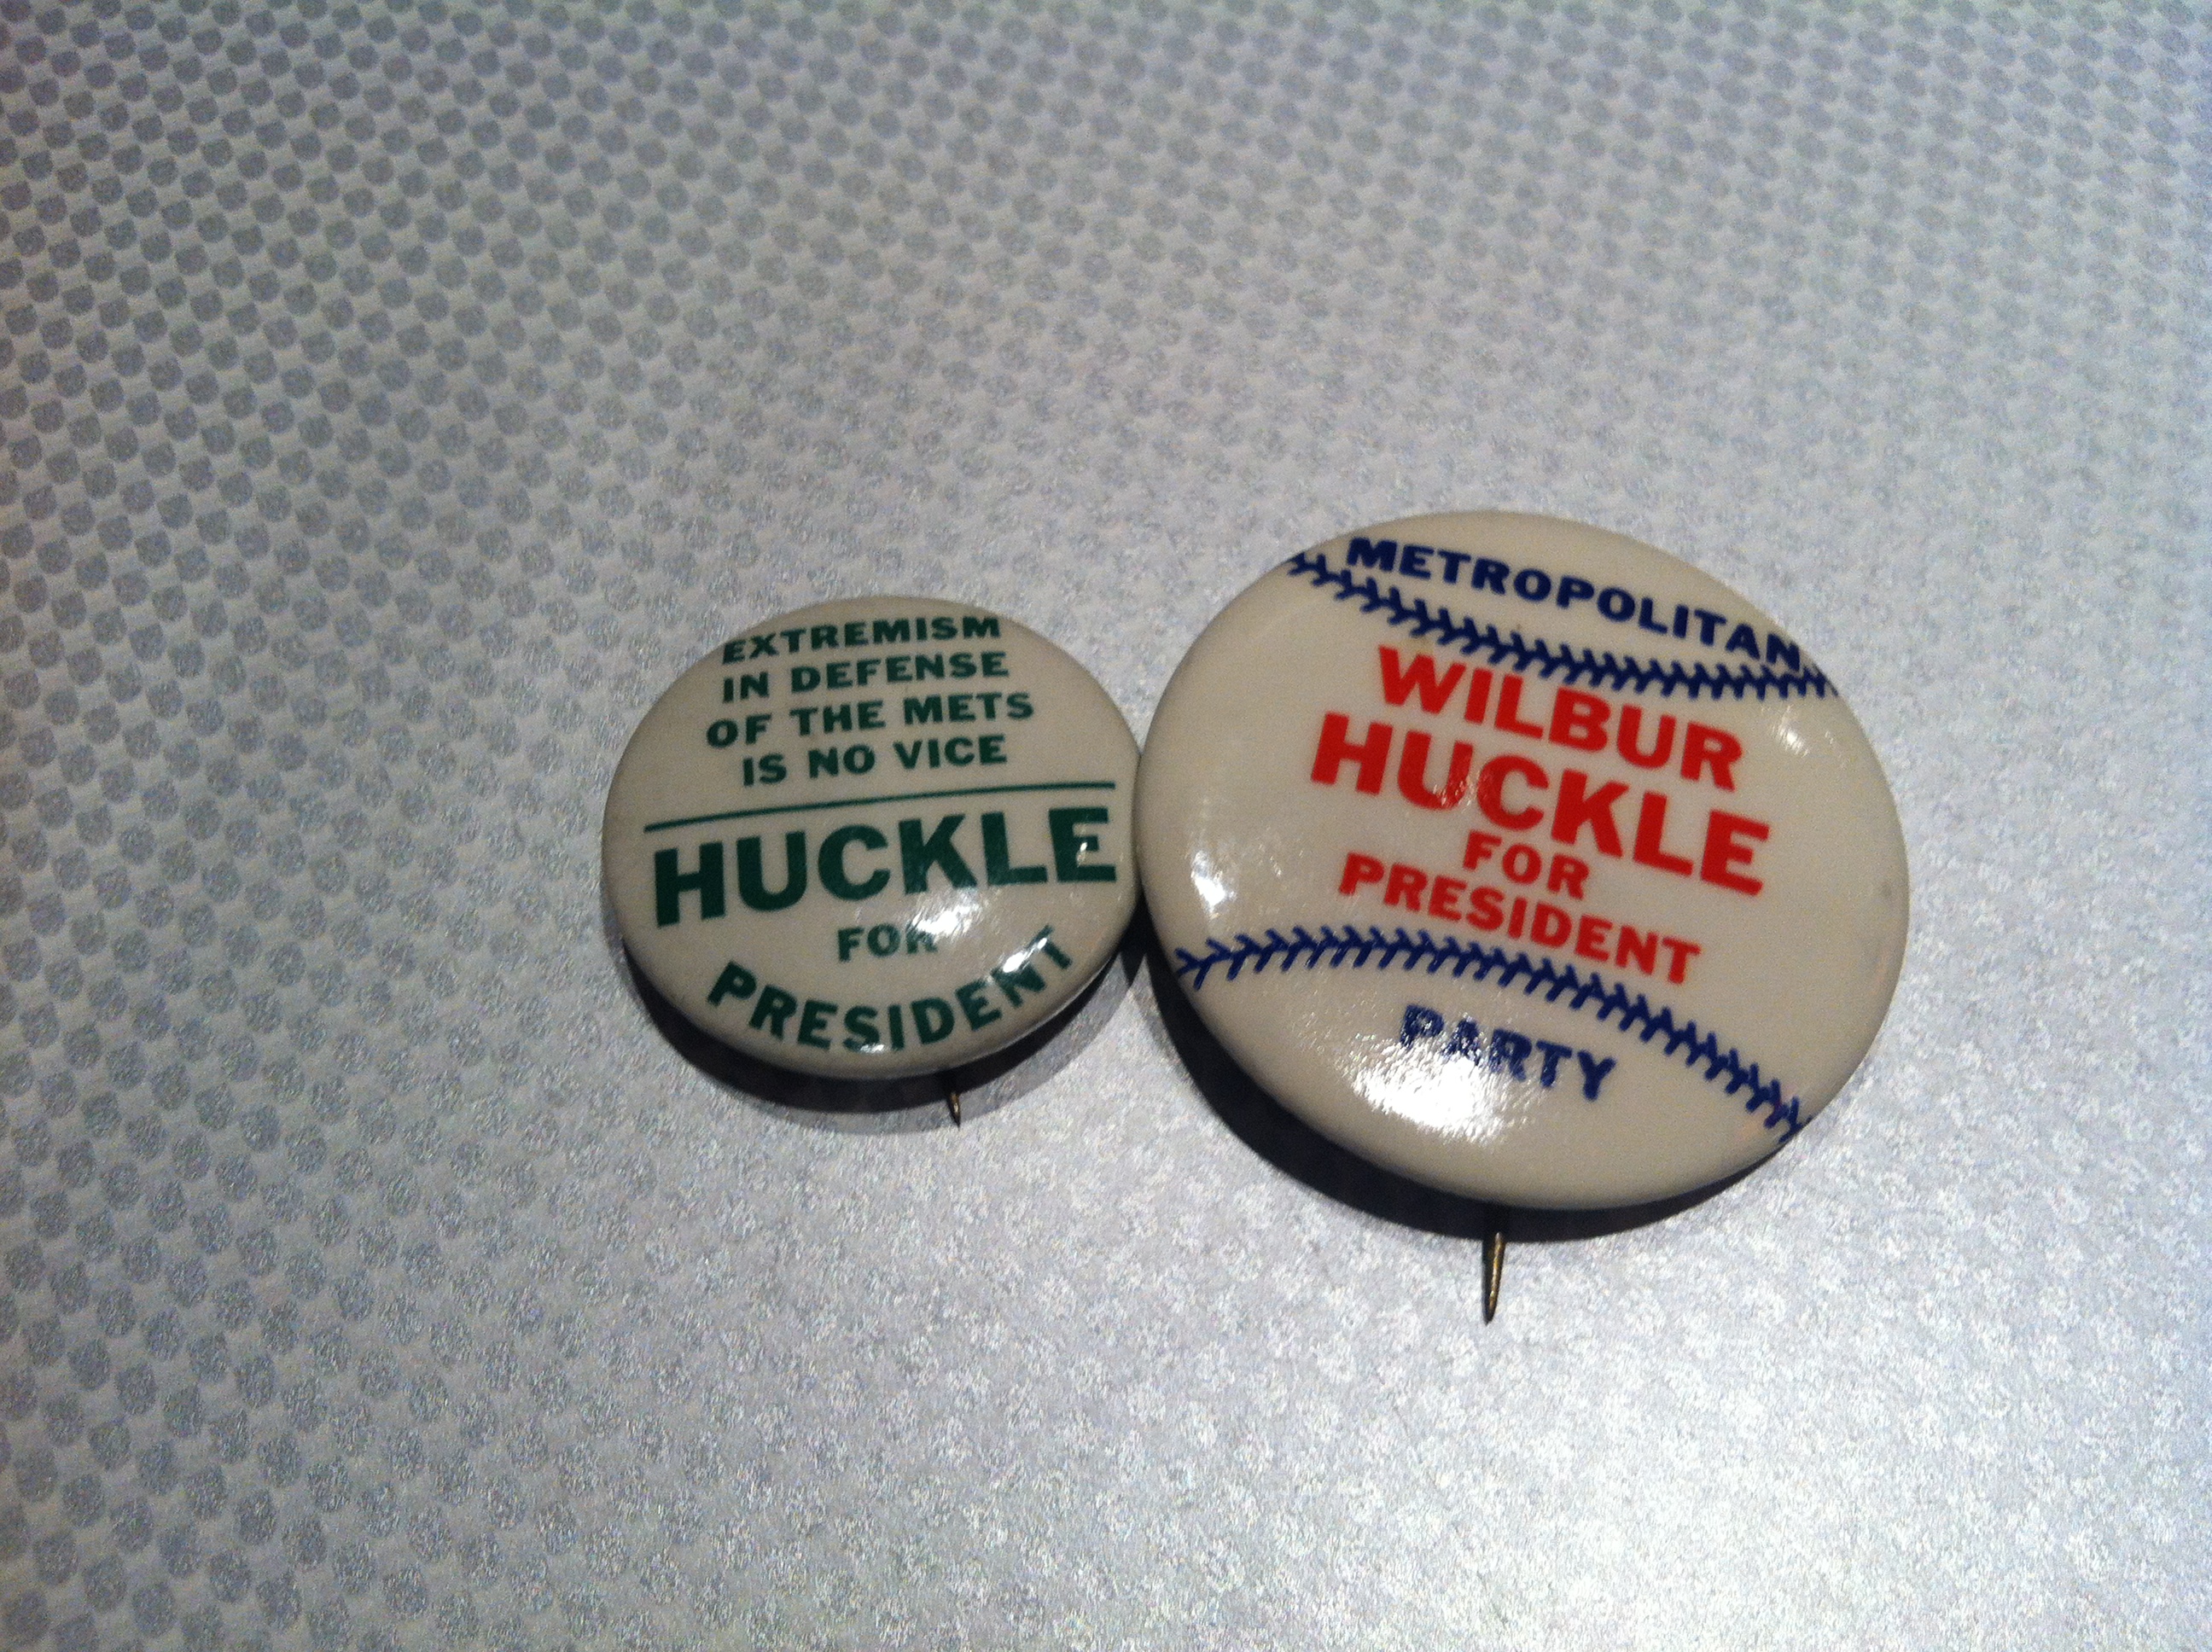 EXTREMISM
IN DEFENSE
OF THE METS
IS NO VICE
HUCKLE
FOR
PRESIDENT
METROPOLITAN
WILBUR
HUCKLE
FOR
PRESIDENT
PARTY